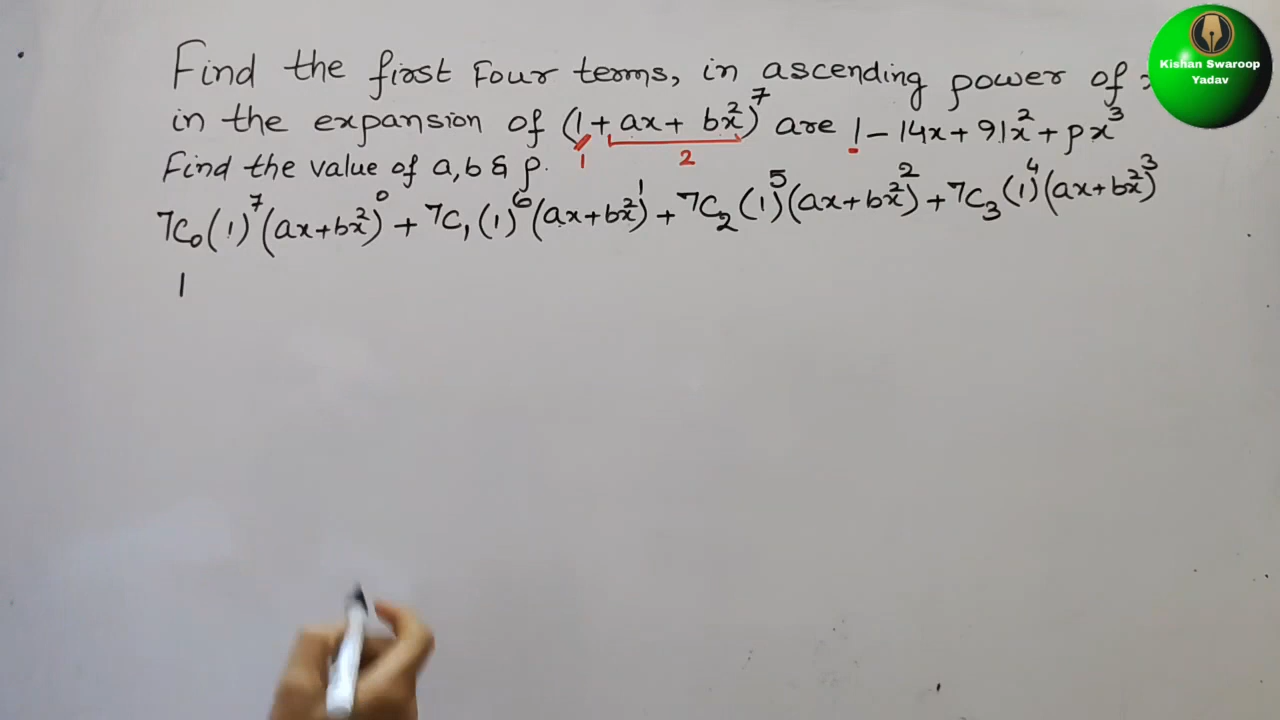 Find the first Four terms, in ascending power of
in the expansion of (1 + ax + bx²)⁷ are 1 - 14x + 91x² + px³
Find the value of a, b & p.
1
2
7C₀(1)⁷(ax+bx²)⁰ + 7C₁(1)⁶(ax+bx²)¹ + 7C₂(1)⁵(ax+bx²)² + 7C₃(1)⁴(ax+bx²)³
1
Kishan Swaroop
Yadav